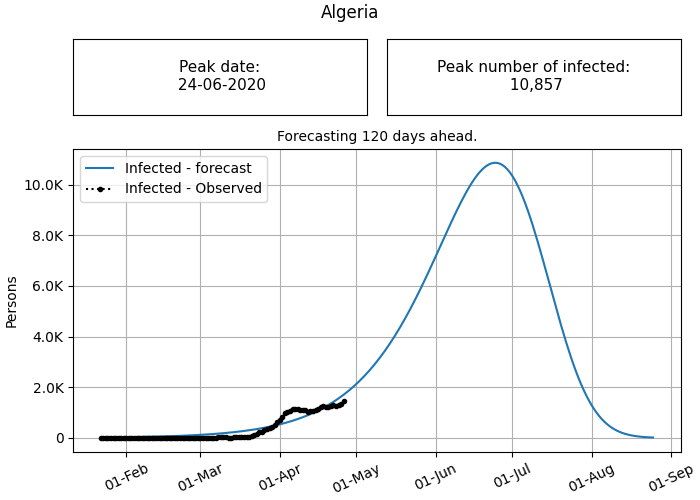 Algeria
Peak date:
24-06-2020
Peak number of infected:
10,857
Forecasting 120 days ahead.
Infected - forecast
Infected - Observed
10.0K
8.0K
6.0K
4.0K
2.0K
0
Persons
01-Feb
01-Mar
01-Apr
01-May
01-Jun
01-Jul
01-Aug
01-Sep